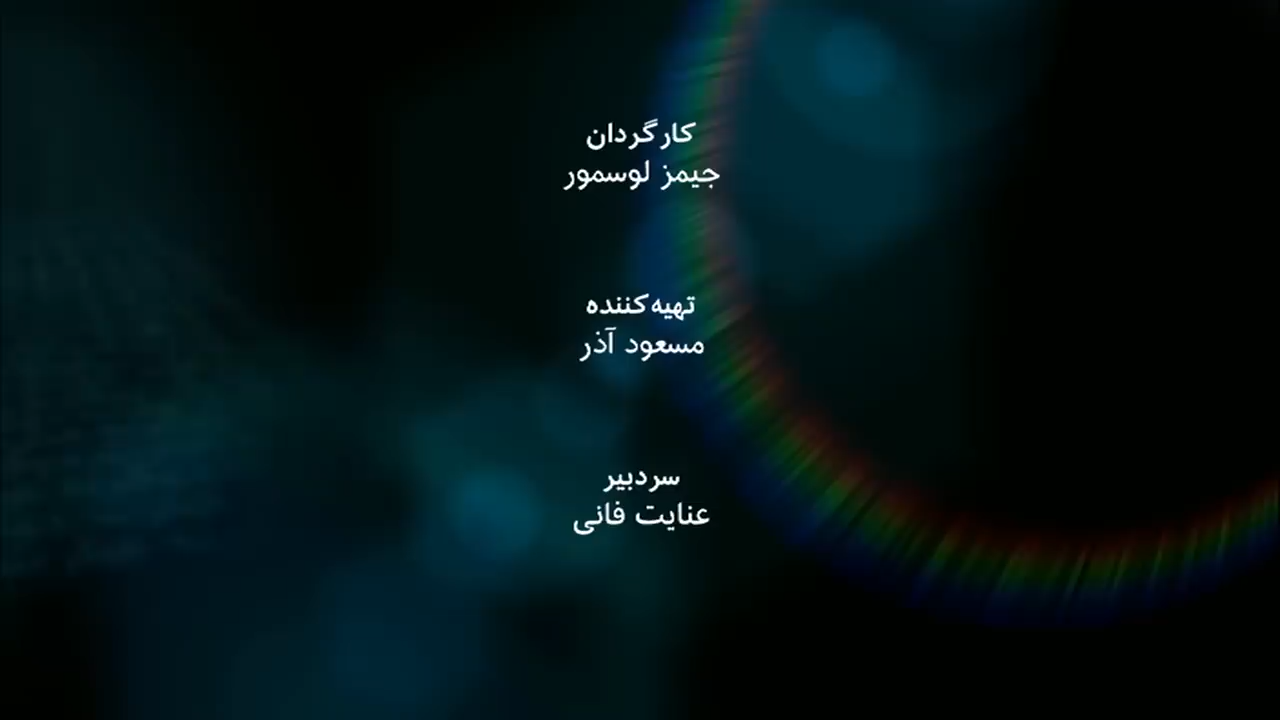 کارگردان
جیمز لوسمور
تهیه‌کننده
مسعود آذر
سردبیر
عنایت فانی